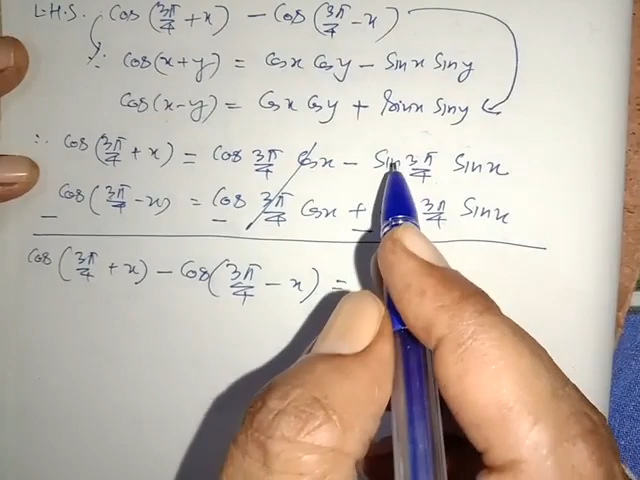 L.H.S. Cos(3π/4 + x) - Cos(3π/4 - x)
∵ Cos(x+y) = Cosx Cosy - Sinx Siny
Cos(x-y) = Cosx Cosy + Sinx Siny
∴ Cos(3π/4 + x) = Cos 3π/4 Cosx - Sin 3π/4 Sinx
Cos(3π/4 - x) = Cos 3π/4 Cosx + 3π/4 Sinx
Cos(3π/4 + x) - Cos(3π/4 - x) =